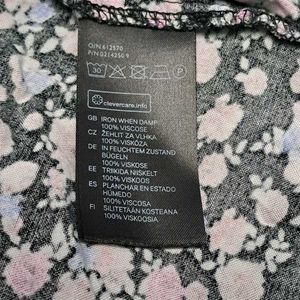 O/N 612570
P/N 0214250 9
30
P
clevercare.info
GB IRON WHEN DAMP
100% VISCOSE
CZ ŽEHLIT ZA VLHKA
100% VISKÓZA
DE IN FEUCHTEM ZUSTAND
BÜGELN
100% VISKOSE
EE TRIIKIDA NIISKELT
100% VISKOOS
ES PLANCHAR EN ESTADO
HÚMEDO
100% VISCOSA
FI SILITETÄÄN KOSTEANA
100% VISKOOSIA